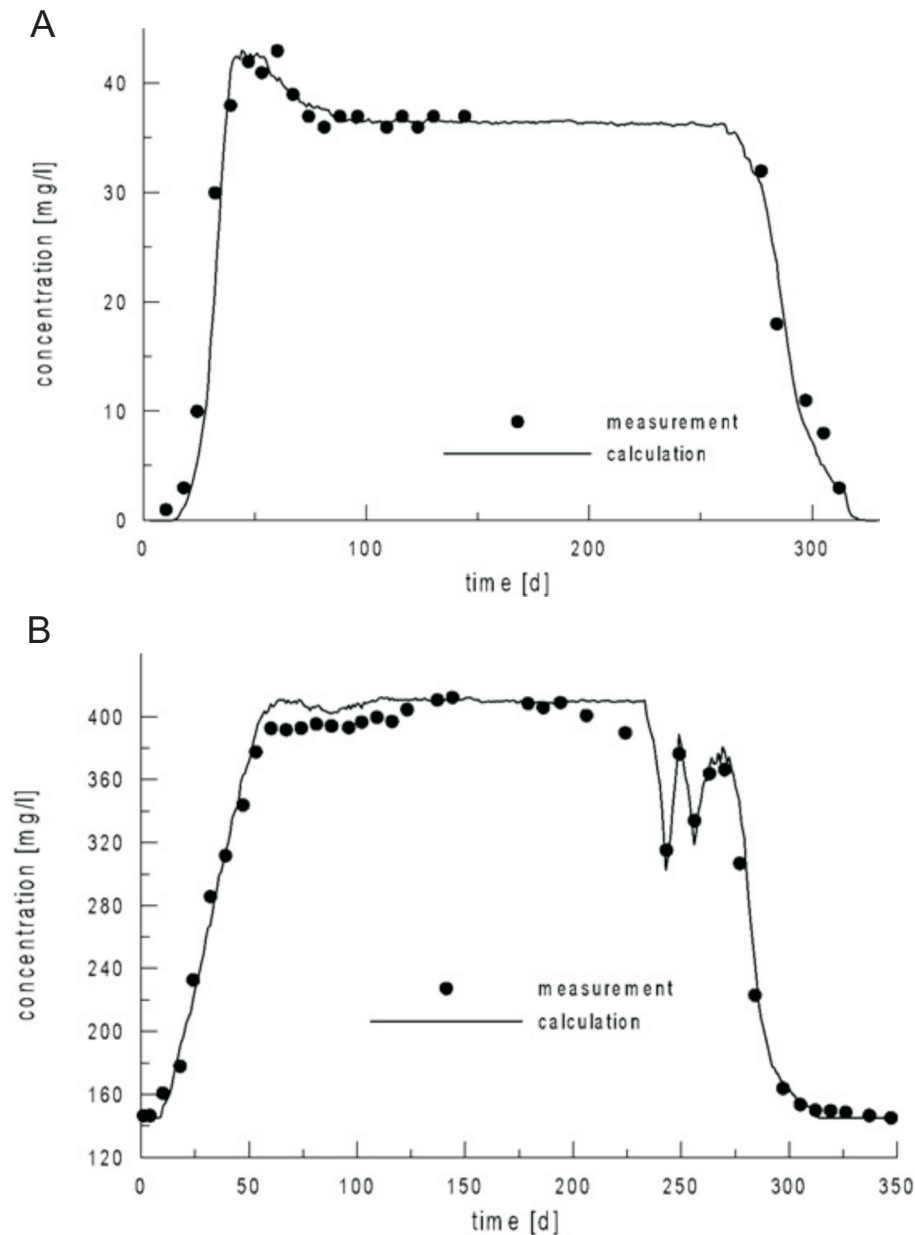 A
concentration [mg/l]
40
30
20
10
0
measurement
calculation
0 100 200 300
time [d]
B
concentration [mg/l]
400
360
320
280
240
200
160
120
measurement
calculation
0 50 100 150 200 250 300 350
time [d]